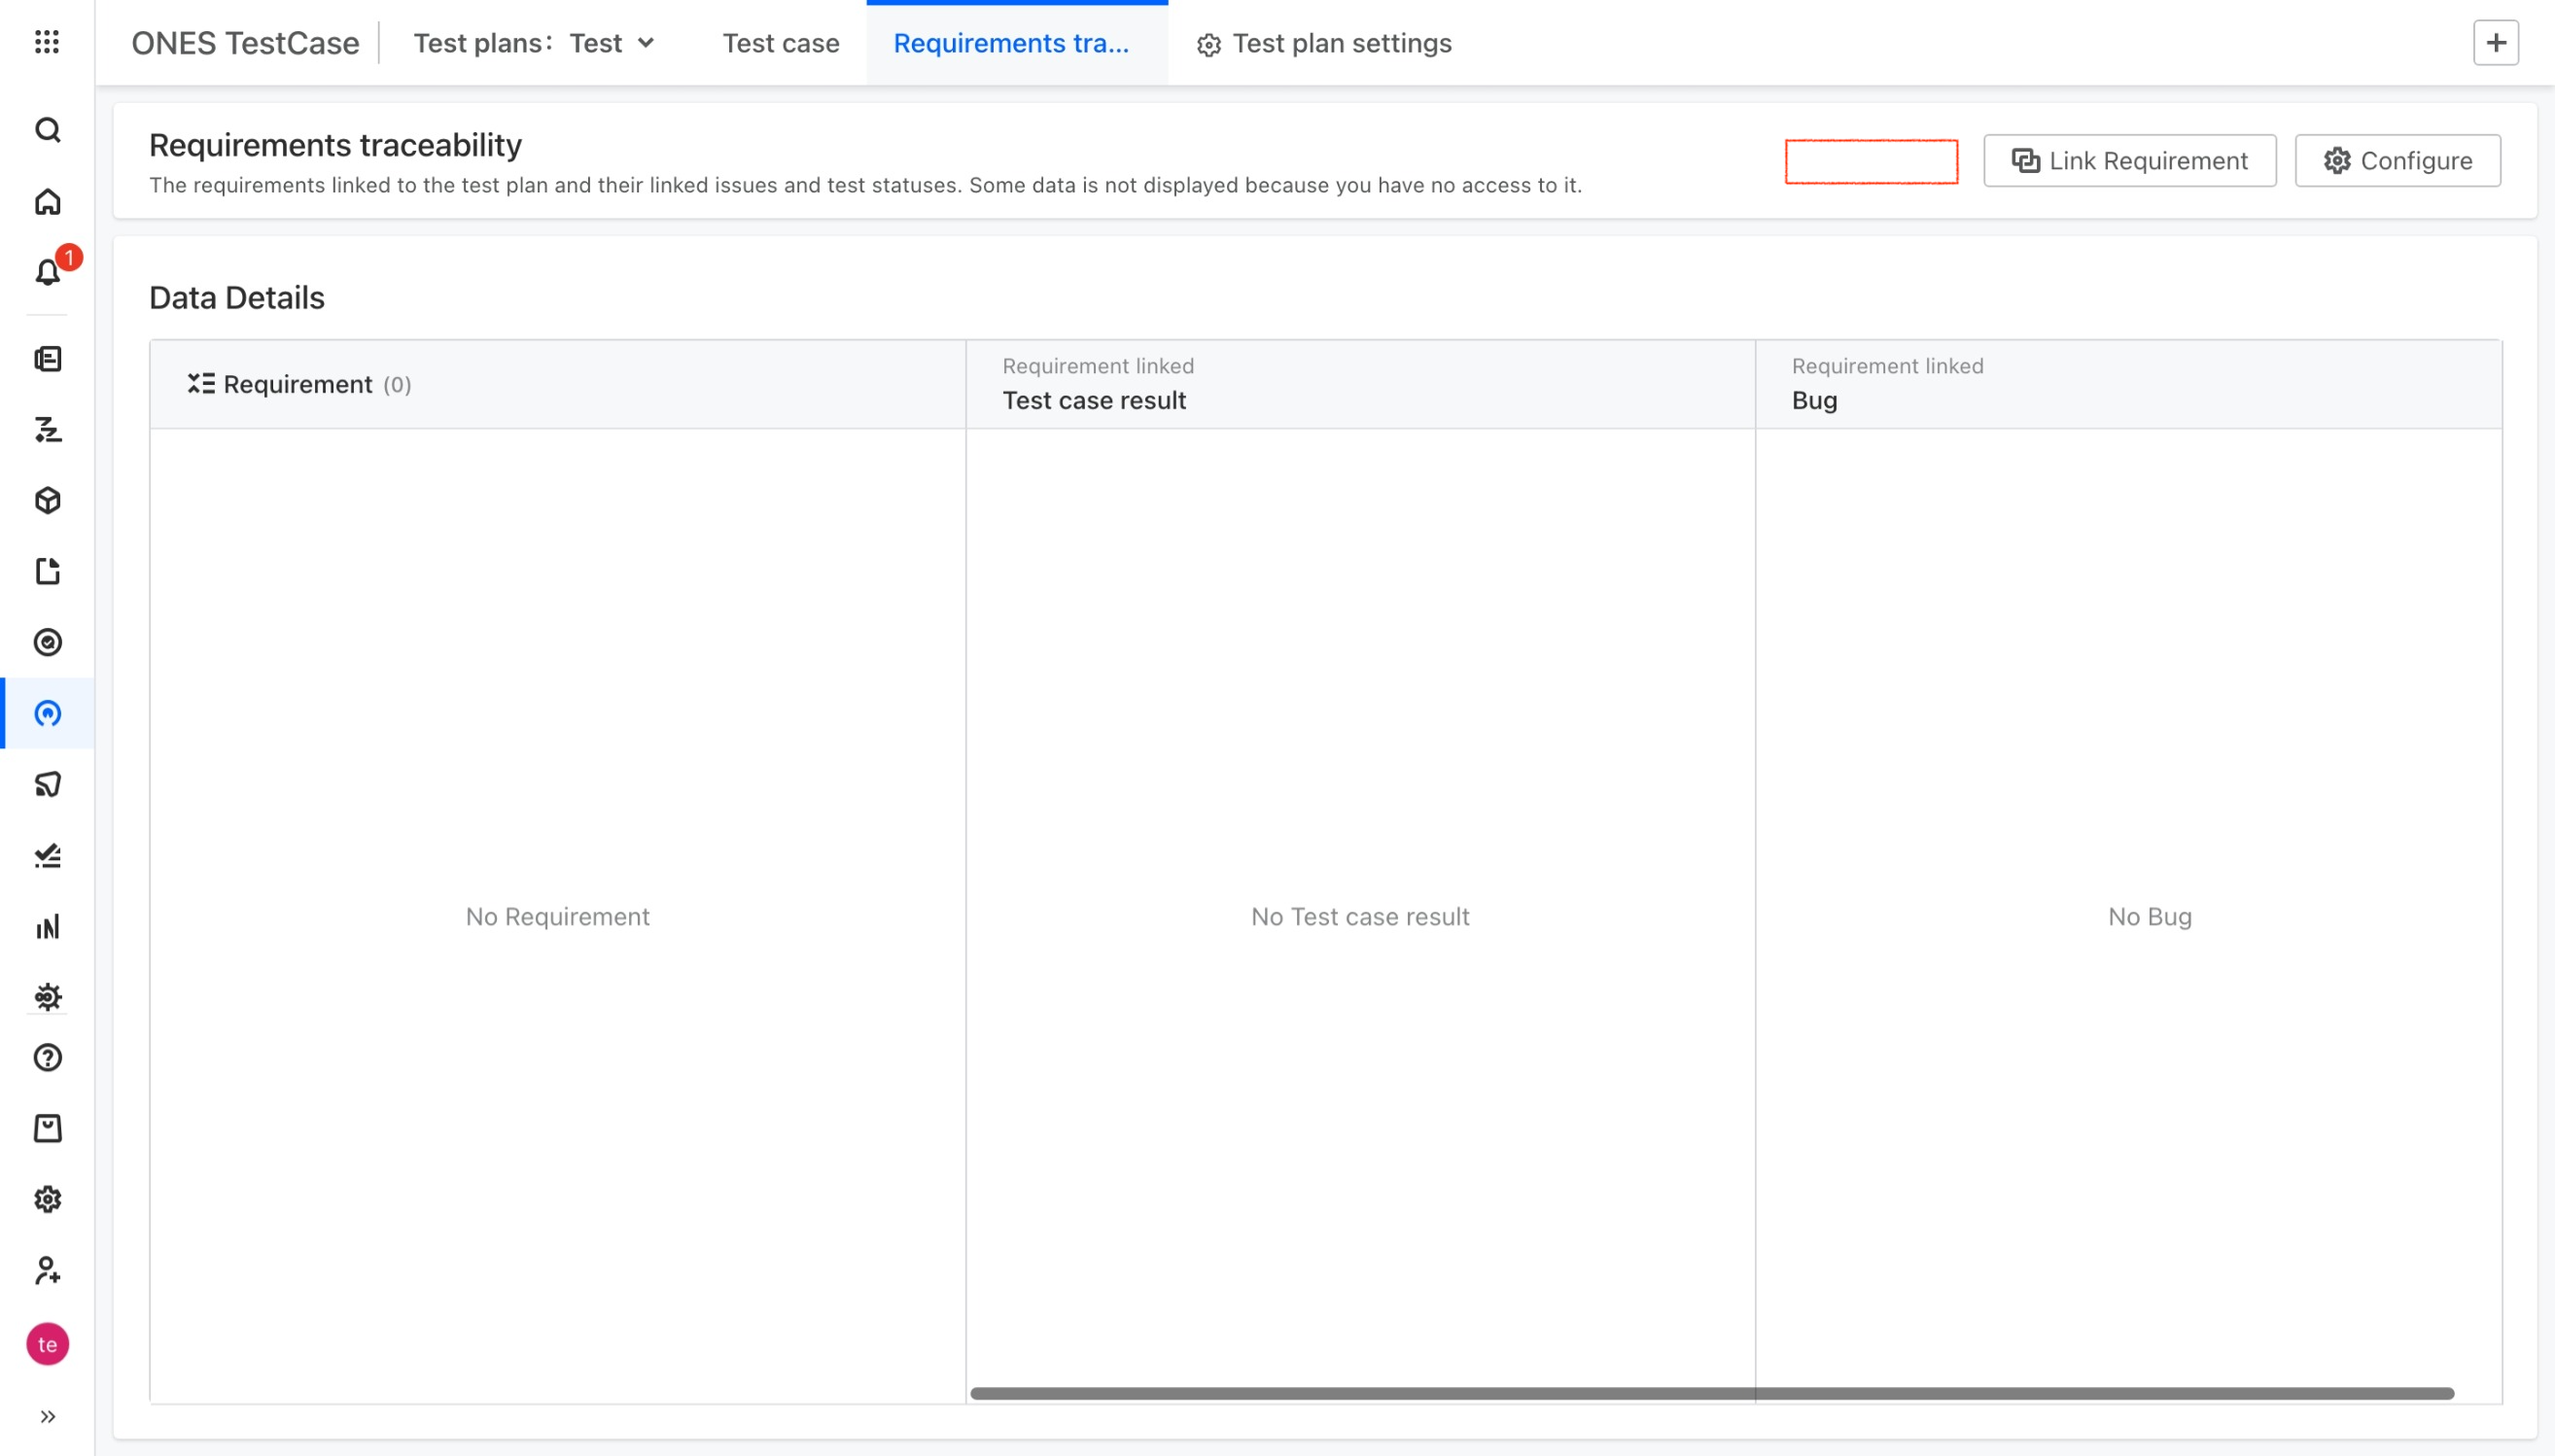 ONES TestCase
Test plans: Test
Test case
Requirements tra...
Test plan settings
Requirements traceability
The requirements linked to the test plan and their linked issues and test statuses. Some data is not displayed because you have no access to it.
Link Requirement
Configure
1
Data Details
Requirement (0)
Requirement linked
Test case result
Requirement linked
Bug
No Requirement
No Test case result
No Bug
te